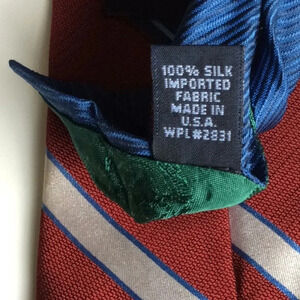 100% SILK
IMPORTED
FABRIC
MADE IN
U.S.A.
WPL#2831